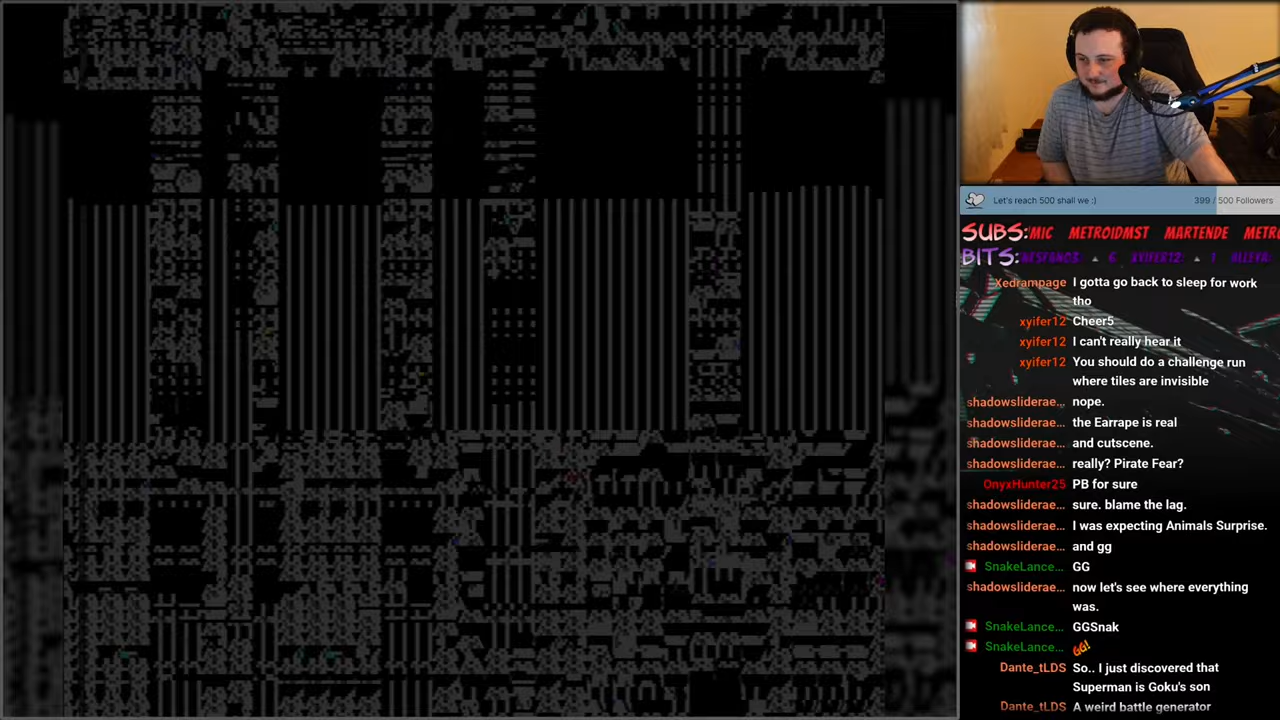 Let's reach 500 shall we :)
399 / 500 Followers
SUBS: MIC METROIDMST MARTENDE METRO
BITS: 6 XYIFER12: 1
Xedrampage I gotta go back to sleep for work
tho
xyifer12 Cheer5
xyifer12 I can't really hear it
xyifer12 You should do a challenge run
where tiles are invisible
shadowsliderae... nope.
shadowsliderae... the Earrape is real
shadowsliderae... and cutscene.
shadowsliderae... really? Pirate Fear?
OnyxHunter25 PB for sure
shadowsliderae... sure. blame the lag.
shadowsliderae... I was expecting Animals Surprise.
shadowsliderae... and gg
SnakeLance... GG
shadowsliderae... now let's see where everything
was.
SnakeLance... GGSnak
SnakeLance... GG!
Dante_tLDS So.. I just discovered that
Superman is Goku's son
Dante_tLDS A weird battle generator